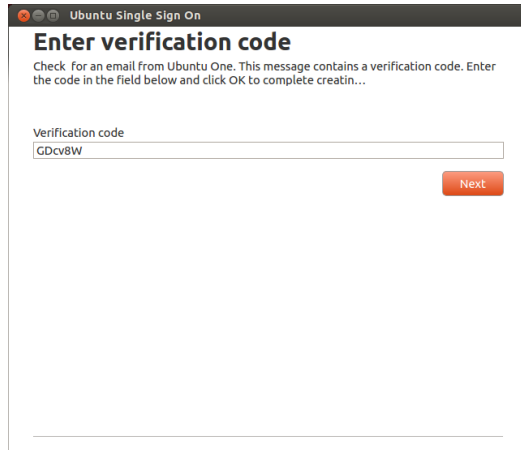 Ubuntu Single Sign On
Enter verification code
Check  for an email from Ubuntu One. This message contains a verification code. Enter
the code in the field below and click OK to complete creatin…
Verification code
GDcv8W
Next